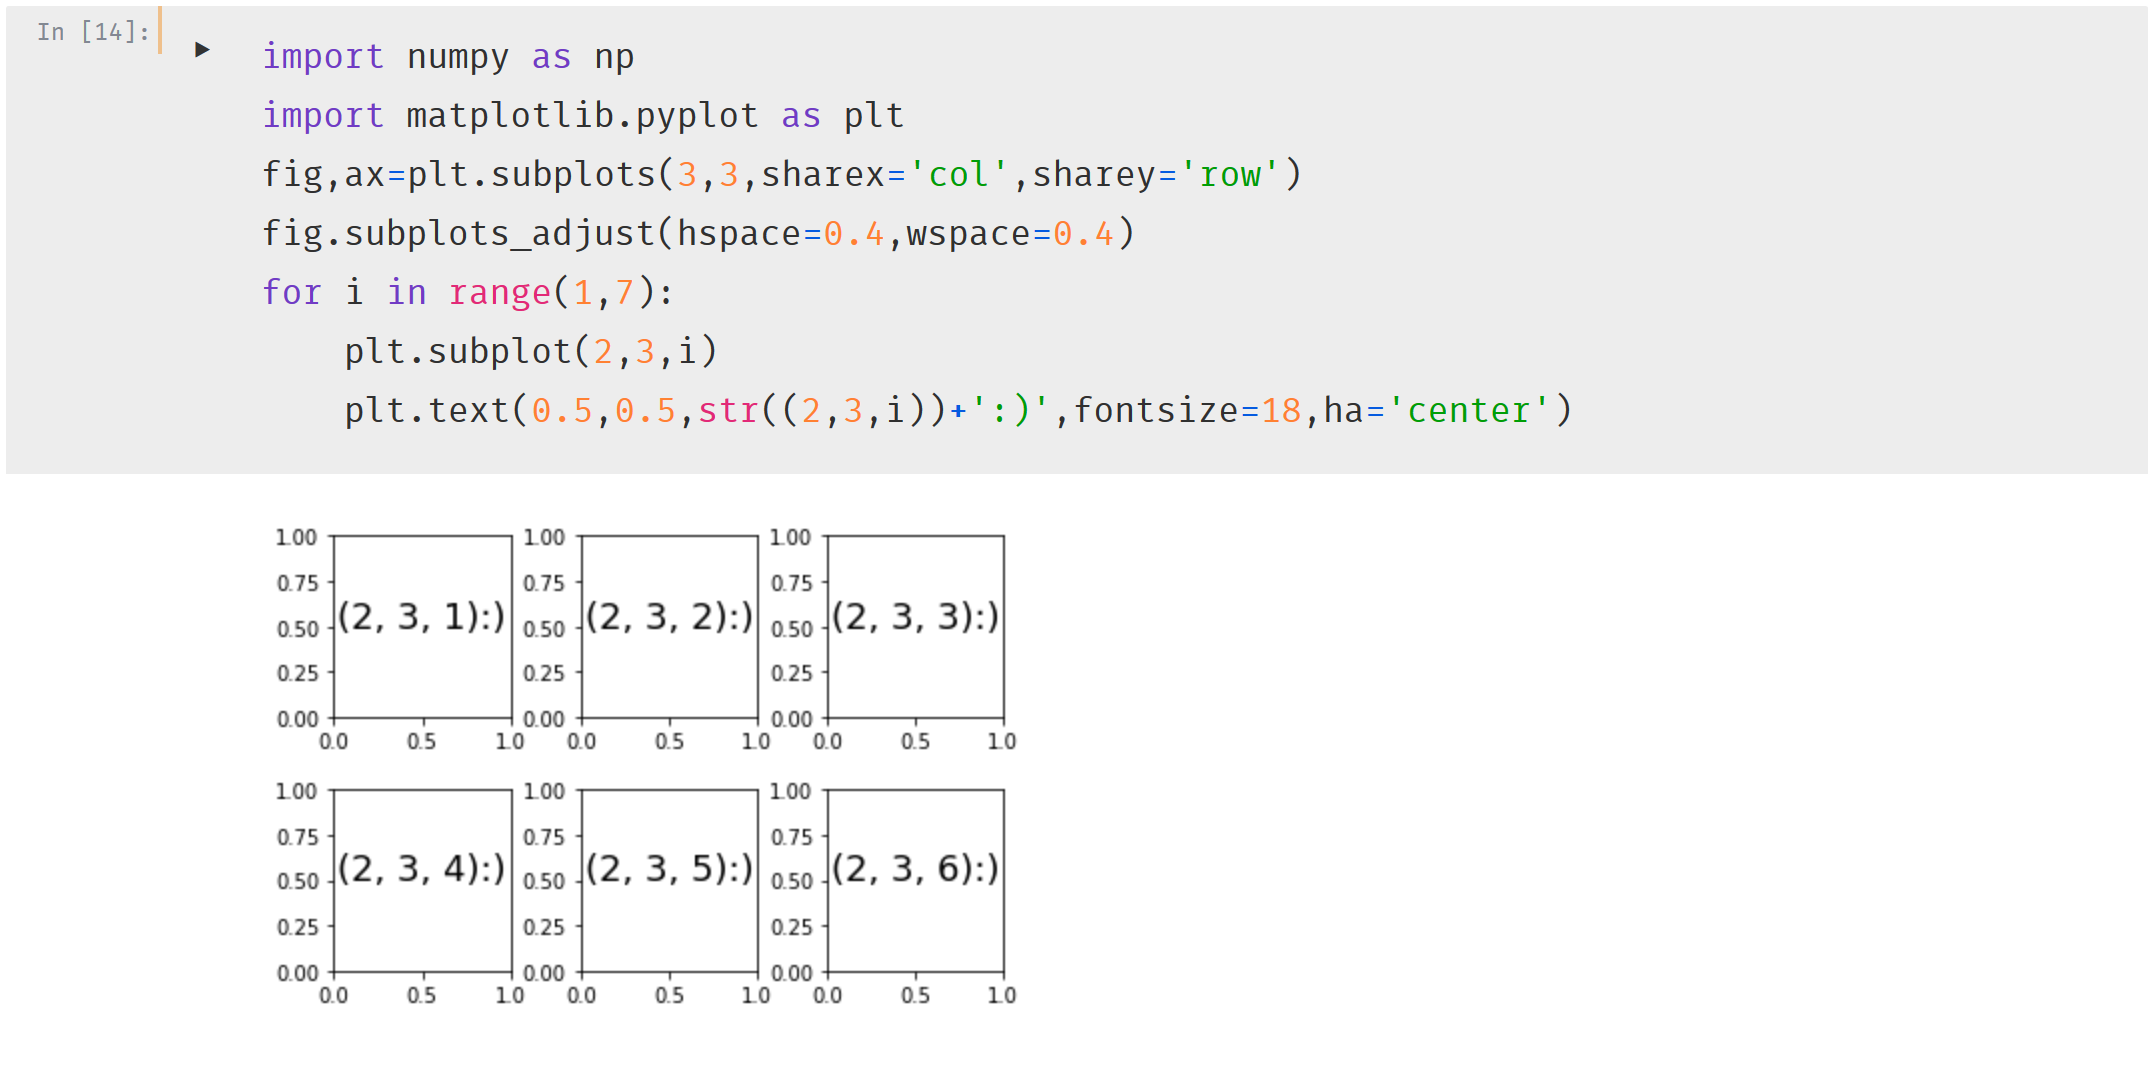 In [14]:
import numpy as np
import matplotlib.pyplot as plt
fig,ax=plt.subplots(3,3,sharex='col',sharey='row')
fig.subplots_adjust(hspace=0.4,wspace=0.4)
for i in range(1,7):
    plt.subplot(2,3,i)
    plt.text(0.5,0.5,str((2,3,i))+':)',fontsize=18,ha='center')
1.00 1.00 1.00
0.75 0.75 0.75
(2, 3, 1):) (2, 3, 2):) (2, 3, 3):)
0.50 0.50 0.50
0.25 0.25 0.25
0.00 0.00 0.00
0.0 0.5 1.0 0.0 0.5 1.0 0.0 0.5 1.0
1.00 1.00 1.00
0.75 0.75 0.75
(2, 3, 4):) (2, 3, 5):) (2, 3, 6):)
0.50 0.50 0.50
0.25 0.25 0.25
0.00 0.00 0.00
0.0 0.5 1.0 0.0 0.5 1.0 0.0 0.5 1.0